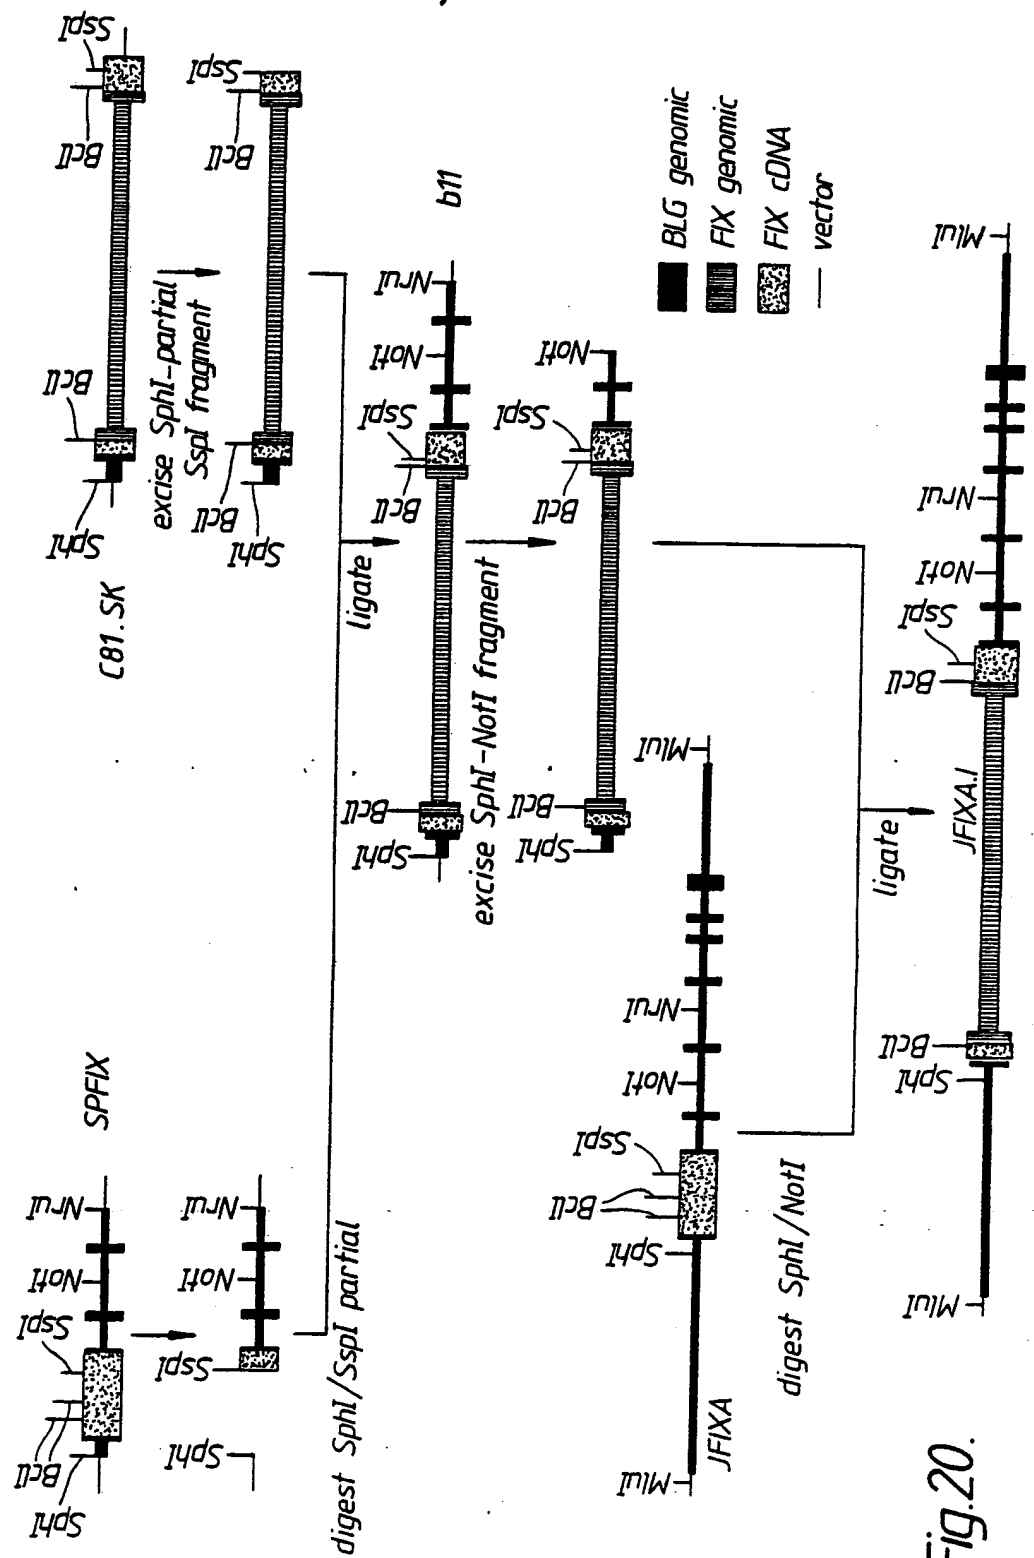 SPFIX
SphI
BclI
SspI
NotI
NruI
SphI
SspI
NotI
NruI
digest SphI/SspI partial
C81.SK
SphI
BclI
BclI
SspI
excise SphI-partial
SspI fragment
SphI
BclI
BclI
SspI
ligate
b11
SphI
BclI
BclI
SspI
NotI
NruI
excise SphI-NotI fragment
SphI
BclI
BclI
SspI
NotI
JFIXA
MluI
SphI
BclI
SspI
NotI
NruI
MluI
digest SphI/NotI
ligate
BLG genomic
FIX genomic
FIX cDNA
vector
JFIXA.I
MluI
SphI
BclI
BclI
SspI
NotI
NruI
MluI
Fig.20.